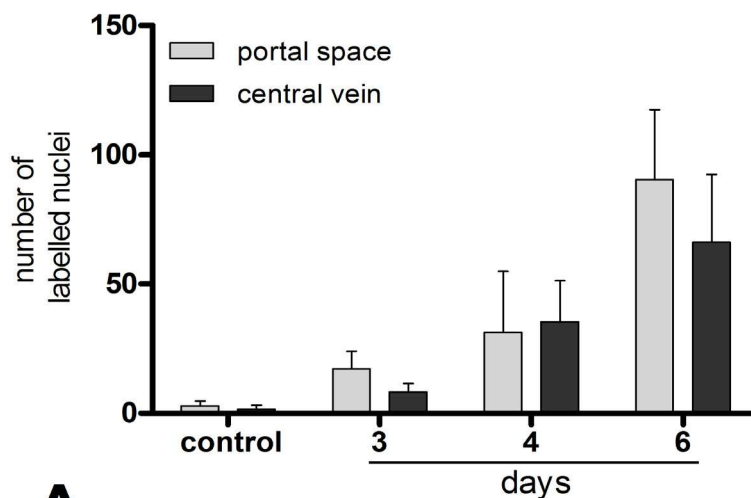 150
portal space
central vein
100
number of
labelled nuclei
50
0
control 3 4 6
days
A